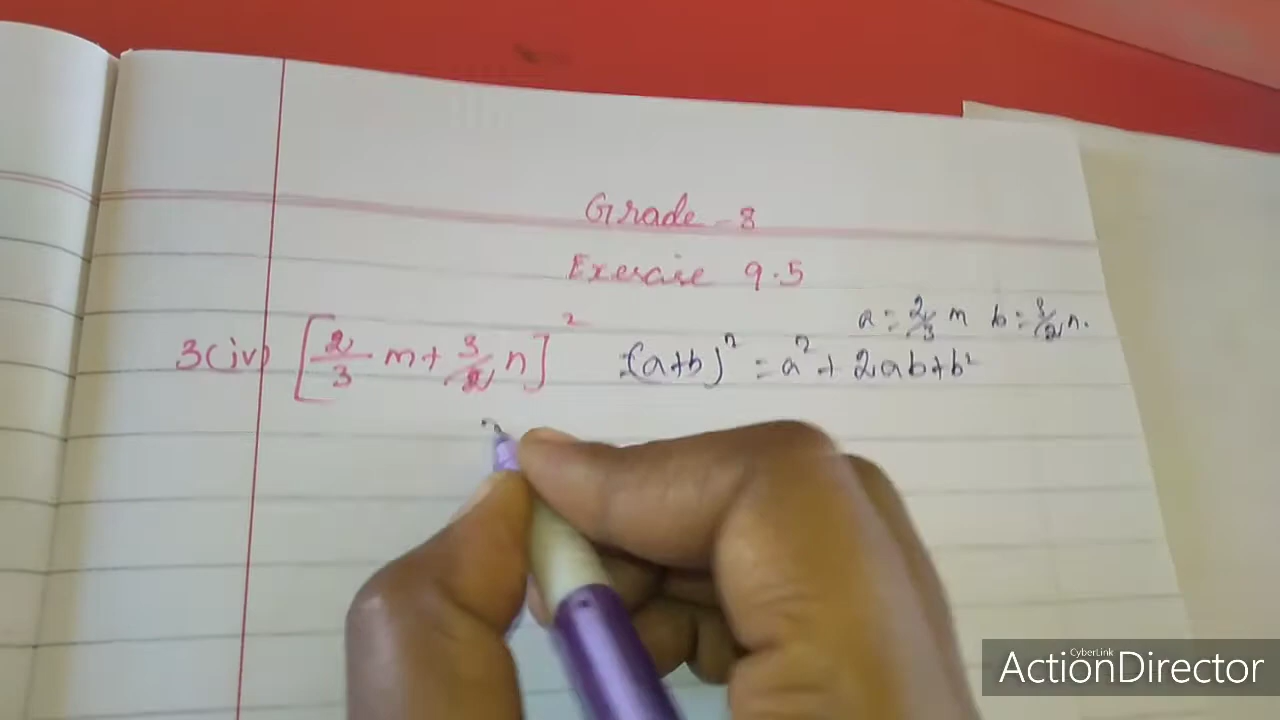 Grade - 8
Exercise 9.5
a = 2/3 m b = 3/2 n.
3(iv) [2/3 m + 3/2 n]² :(a+b)² = a² + 2ab + b²
CyberLink
ActionDirector